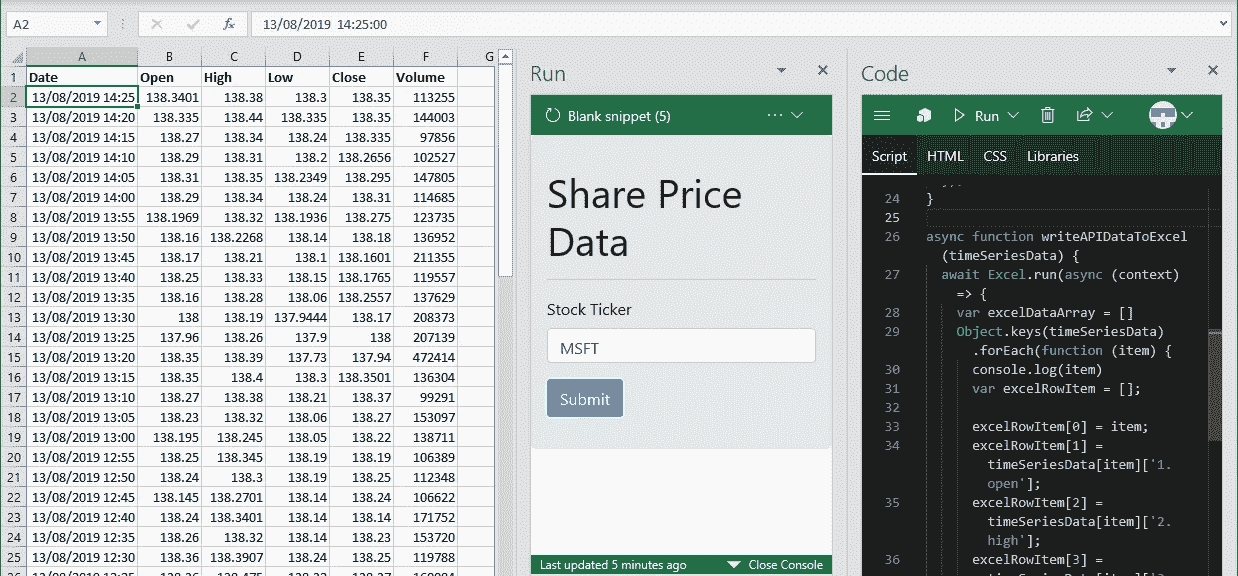 A2
fx
13/08/2019 14:25:00
A B C D E F G
1 Date Open High Low Close Volume
2 13/08/2019 14:25 138.3401 138.38 138.3 138.35 113255
3 13/08/2019 14:20 138.335 138.44 138.335 138.35 144003
4 13/08/2019 14:15 138.27 138.34 138.24 138.335 97856
5 13/08/2019 14:10 138.29 138.31 138.2 138.2656 102527
6 13/08/2019 14:05 138.31 138.35 138.2349 138.295 147805
7 13/08/2019 14:00 138.29 138.34 138.24 138.31 114685
8 13/08/2019 13:55 138.1969 138.32 138.1936 138.275 123735
9 13/08/2019 13:50 138.16 138.2268 138.14 138.18 136952
10 13/08/2019 13:45 138.17 138.21 138.1 138.1601 211355
11 13/08/2019 13:40 138.25 138.33 138.15 138.1765 119557
12 13/08/2019 13:35 138.16 138.28 138.06 138.2557 137629
13 13/08/2019 13:30 138 138.19 137.9444 138.17 208373
14 13/08/2019 13:25 137.96 138.26 137.9 138 207139
15 13/08/2019 13:20 138.35 138.39 137.73 137.94 472414
16 13/08/2019 13:15 138.35 138.4 138.3 138.3501 136304
17 13/08/2019 13:10 138.27 138.38 138.21 138.37 99291
18 13/08/2019 13:05 138.23 138.32 138.06 138.27 153097
19 13/08/2019 13:00 138.195 138.245 138.05 138.22 138711
20 13/08/2019 12:55 138.25 138.345 138.19 138.19 106389
21 13/08/2019 12:50 138.24 138.3 138.19 138.25 112348
22 13/08/2019 12:45 138.145 138.2701 138.14 138.24 106622
23 13/08/2019 12:40 138.24 138.3401 138.14 138.14 171752
24 13/08/2019 12:35 138.26 138.32 138.14 138.23 153720
25 13/08/2019 12:30 138.36 138.3907 138.24 138.25 119788
Run
Blank snippet (5)
Share Price
Data
Stock Ticker
MSFT
Submit
Last updated 5 minutes ago Close Console
Code
Run
Script HTML CSS Libraries
24 }
25
26 async function writeAPIDataToExcel
(timeSeriesData) {
27 await Excel.run(async (context)
=> {
28 var excelDataArray = []
29 Object.keys(timeSeriesData)
.forEach(function (item) {
30 console.log(item)
31 var excelRowItem = [];
32
33 excelRowItem[0] = item;
34 excelRowItem[1] =
timeSeriesData[item]['1.
open'];
35 excelRowItem[2] =
timeSeriesData[item]['2.
high'];
36 excelRowItem[3] =